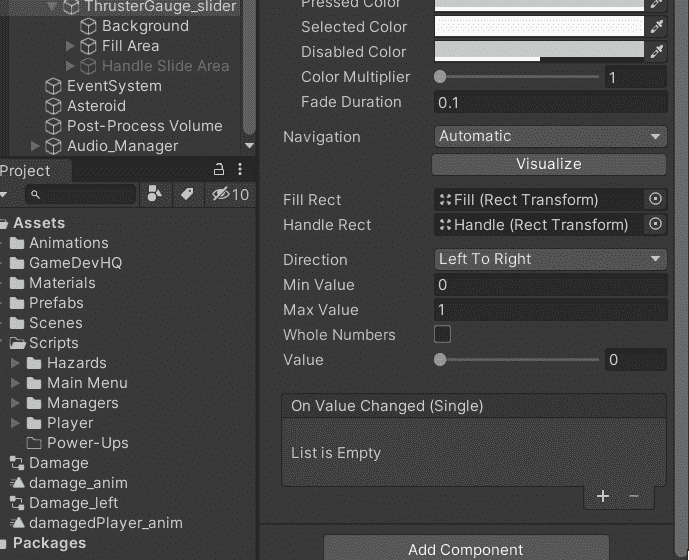 ThrusterGauge_slider
Background
Fill Area
Handle Slide Area
EventSystem
Asteroid
Post-Process Volume
Audio_Manager
Project
10
Assets
Animations
GameDevHQ
Materials
Prefabs
Scenes
Scripts
Hazards
Main Menu
Managers
Player
Power-Ups
Damage
damage_anim
Damage_left
damagedPlayer_anim
Packages
Pressed Color
Selected Color
Disabled Color
Color Multiplier 1
Fade Duration 0.1
Navigation Automatic
Visualize
Fill Rect Fill (Rect Transform)
Handle Rect Handle (Rect Transform)
Direction Left To Right
Min Value 0
Max Value 1
Whole Numbers
Value 0
On Value Changed (Single)
List is Empty
Add Component